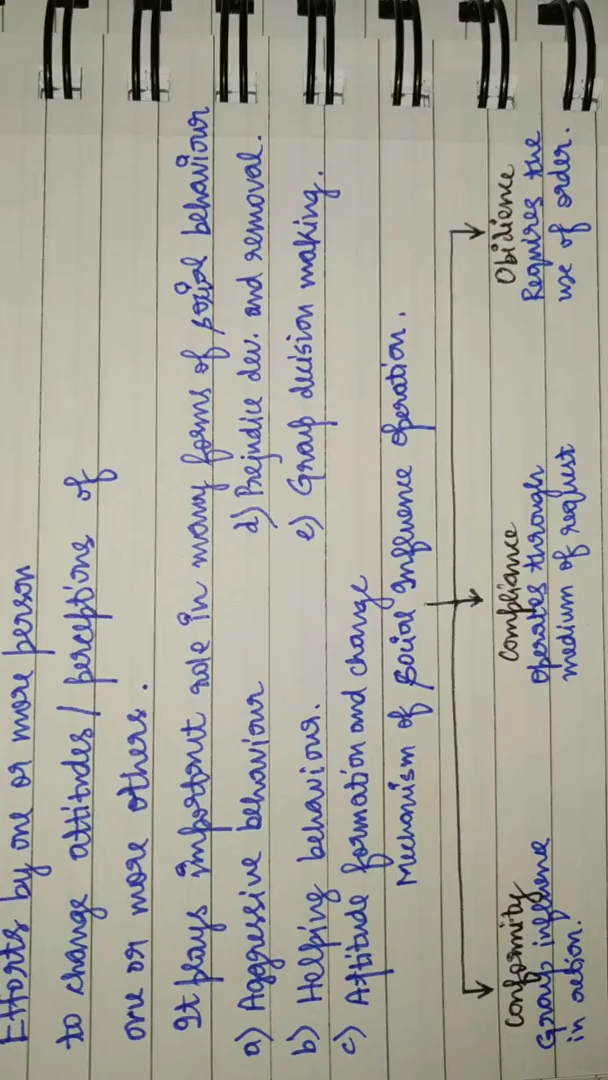 Efforts by one or more person
to change attitudes/ perceptions of
one or more others.
It plays important role in many forms of social behaviour
a) Aggressive behaviour d) Prejudice dev. and removal.
b) Helping behaviour. e) Group decision making.
c) Attitude formation and change
Mechanism of Social Influence Operation.
Conformity Compliance Obidience
Group influence operates through Requires the
in action. medium of request use of order.